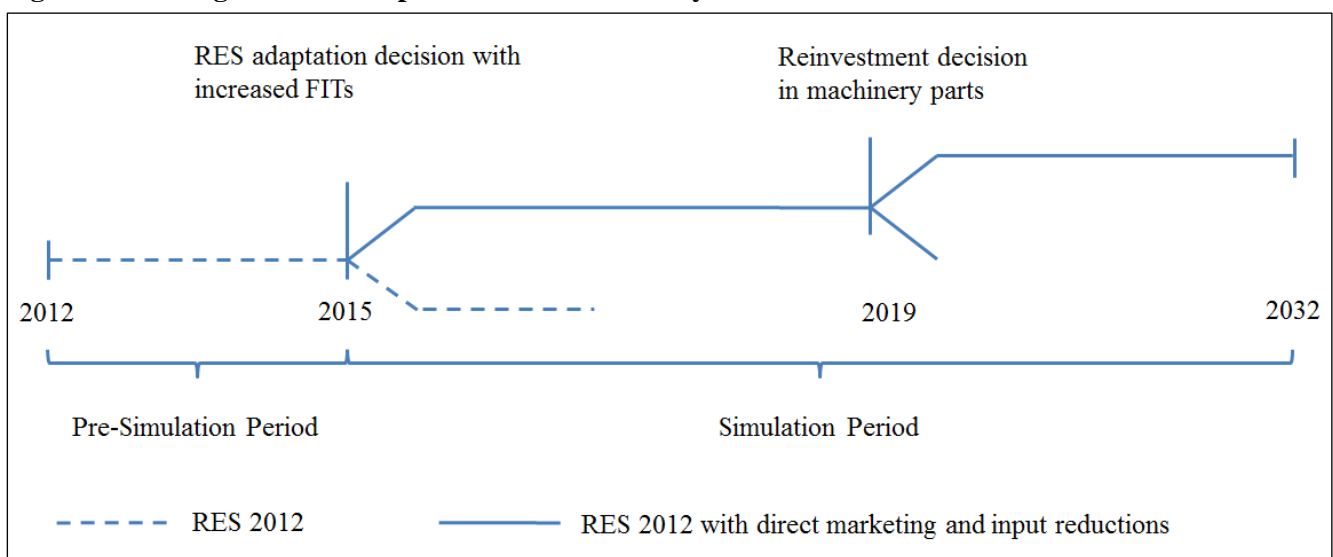 RES adaptation decision with
increased FITs
Reinvestment decision
in machinery parts
2012
2015
2019
2032
Pre-Simulation Period
Simulation Period
RES 2012
RES 2012 with direct marketing and input reductions